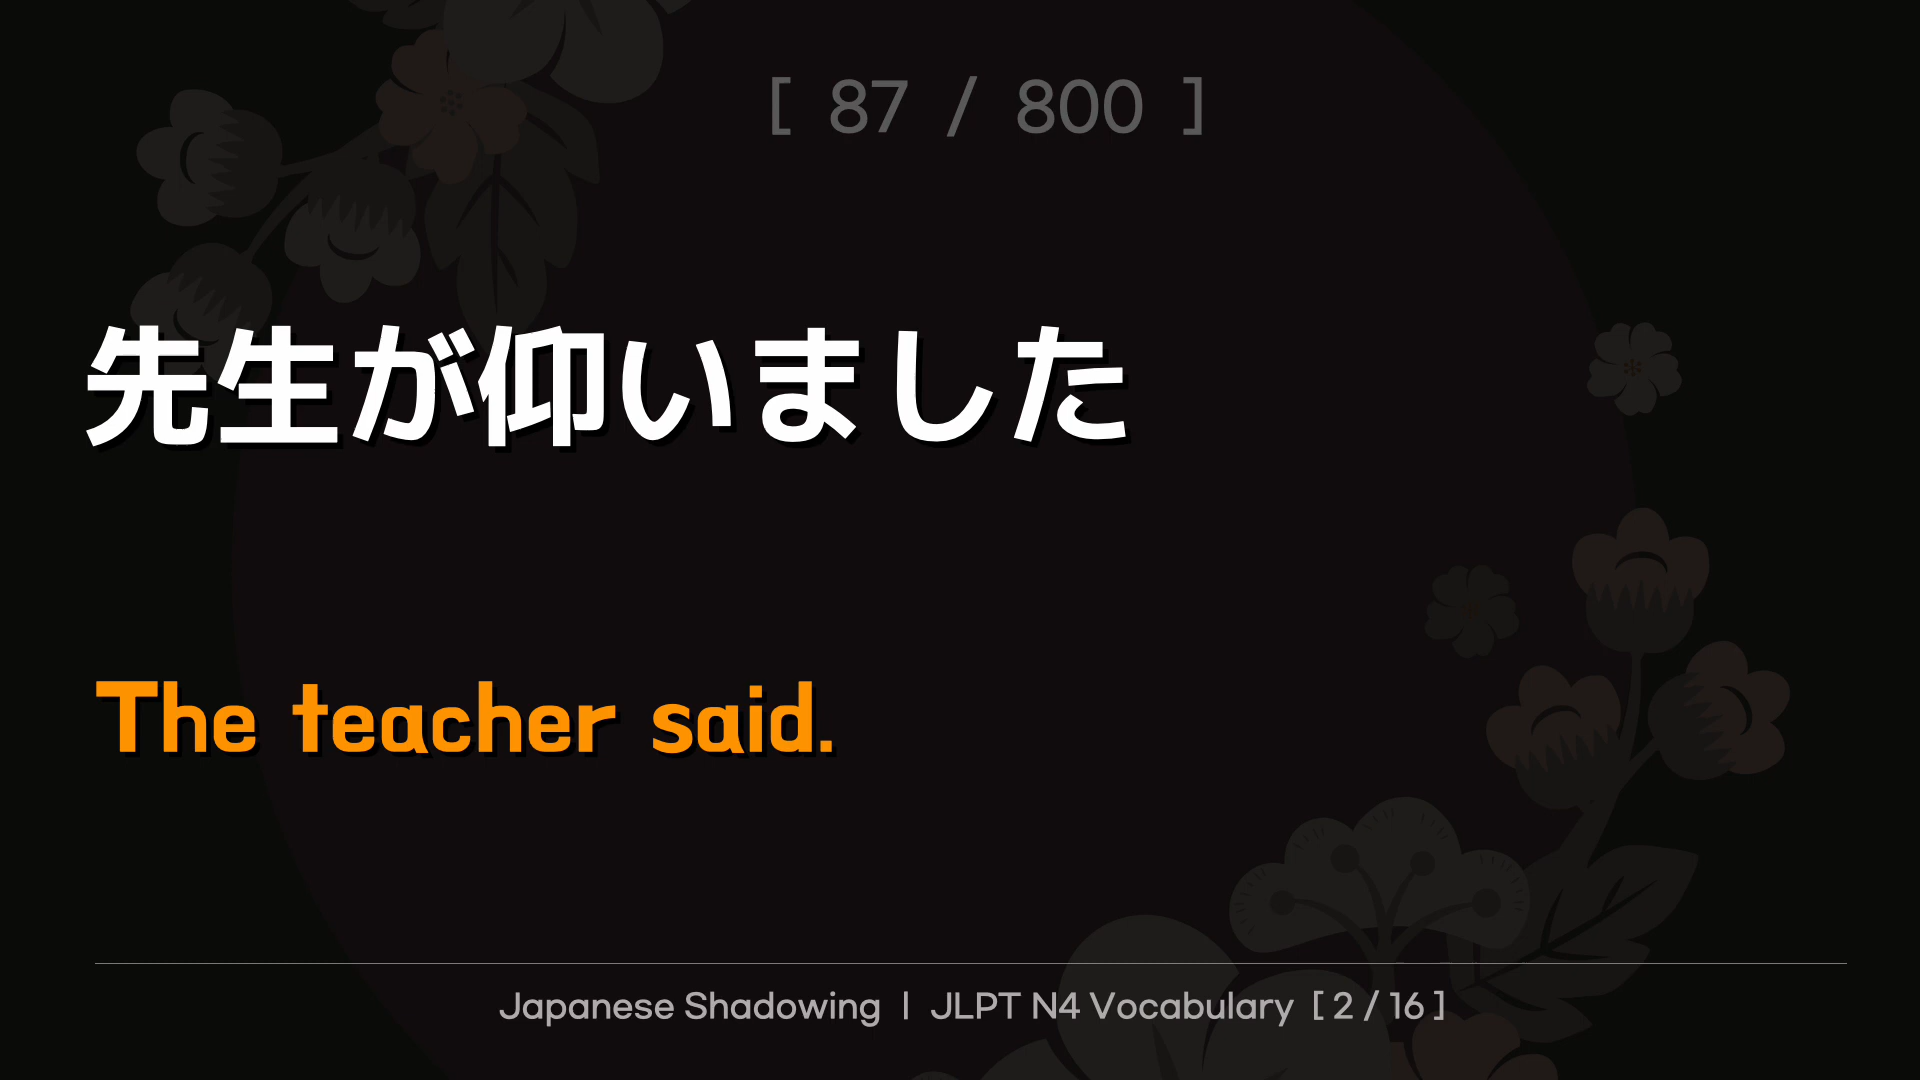 [ 87 / 800 ]
先生が仰いました
The teacher said.
Japanese Shadowing | JLPT N4 Vocabulary [ 2 / 16 ]